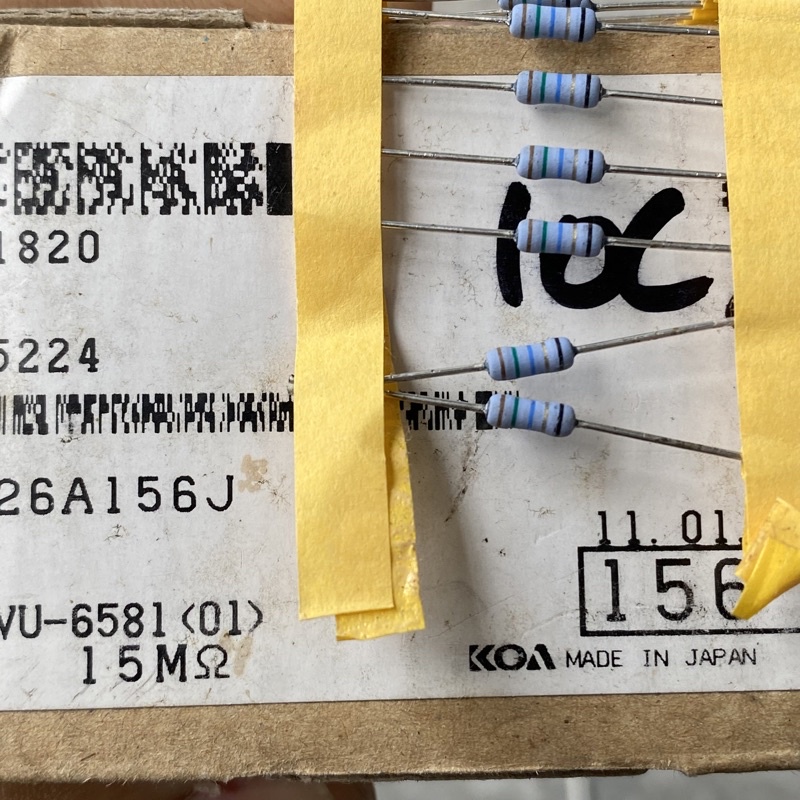 1820
5224
26A156J
VU-6581(01)
15MΩ
11.01.
156
KOA MADE IN JAPAN